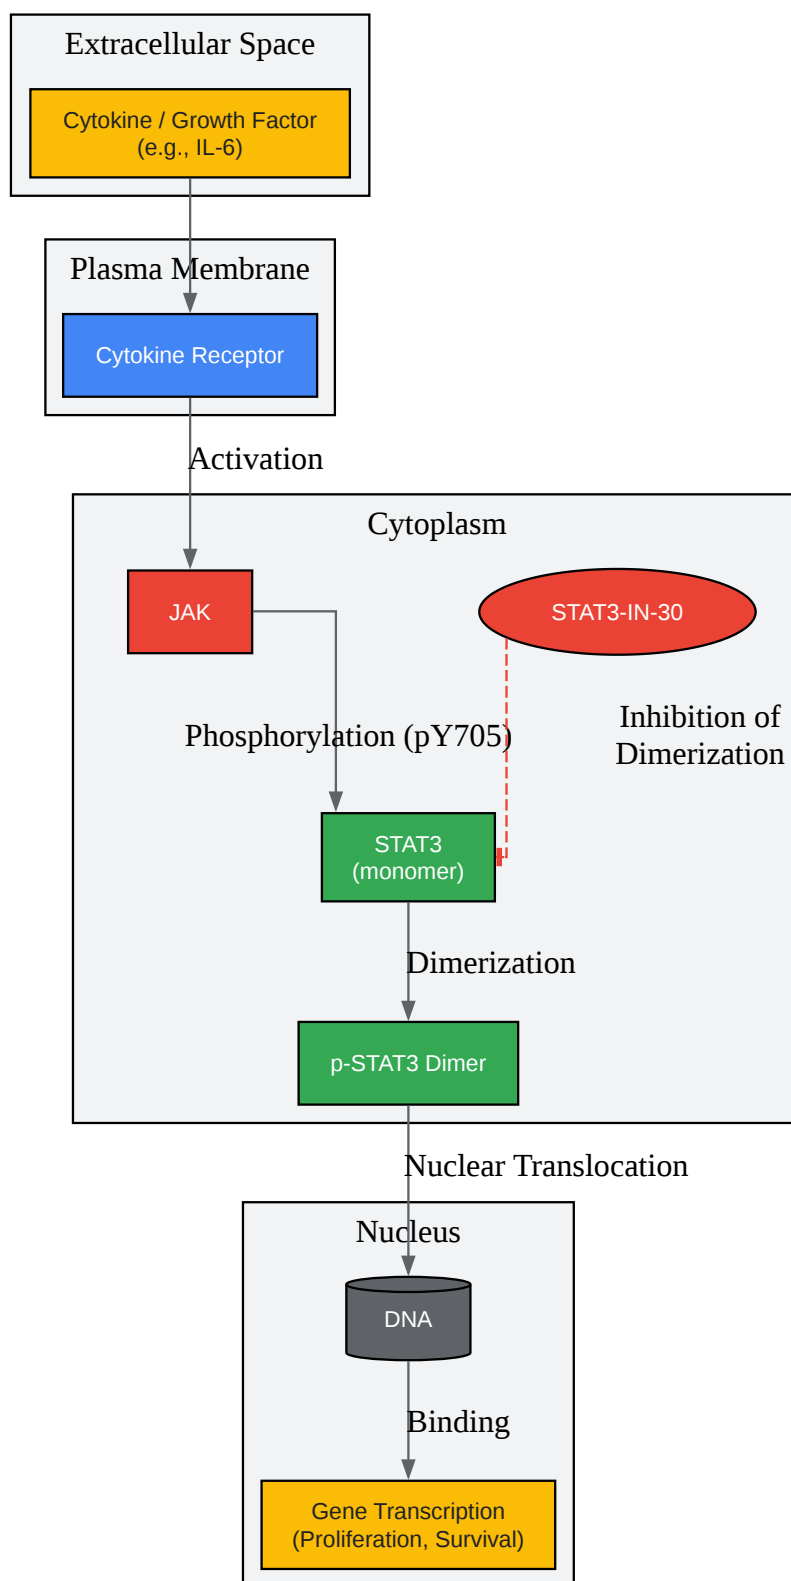 Extracellular Space
Cytokine / Growth Factor
(e.g., IL-6)
Plasma Membrane
Cytokine Receptor
Activation
Cytoplasm
JAK
STAT3-IN-30
Phosphorylation (pY705)
Inhibition of
Dimerization
STAT3
(monomer)
Dimerization
p-STAT3 Dimer
Nuclear Translocation
Nucleus
DNA
Binding
Gene Transcription
(Proliferation, Survival)